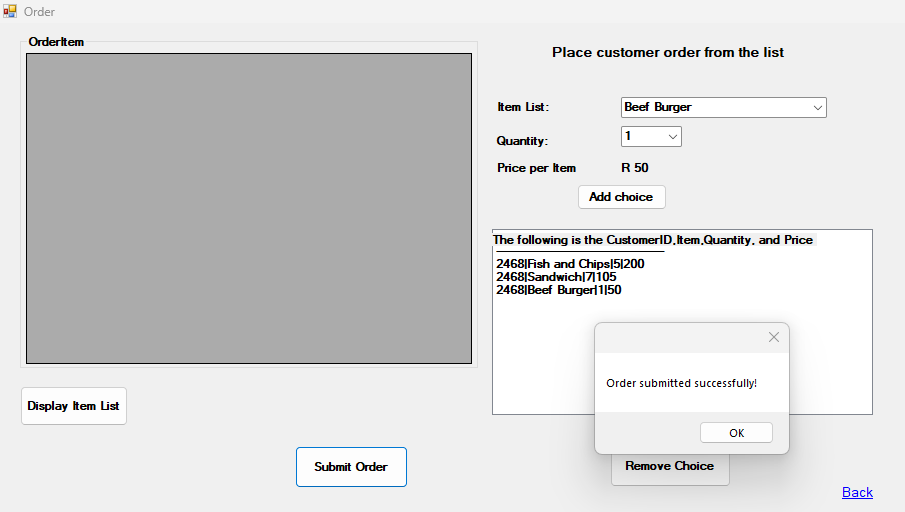 Order
OrderItem
Place customer order from the list
Item List:
Beef Burger
Quantity:
1
Price per Item
R 50
Add choice
The following is the CustomerID,Item,Quantity, and Price
2468|Fish and Chips|5|200
2468|Sandwich|7|105
2468|Beef Burger|1|50
Order submitted successfully!
OK
Display Item List
Submit Order
Remove Choice
Back